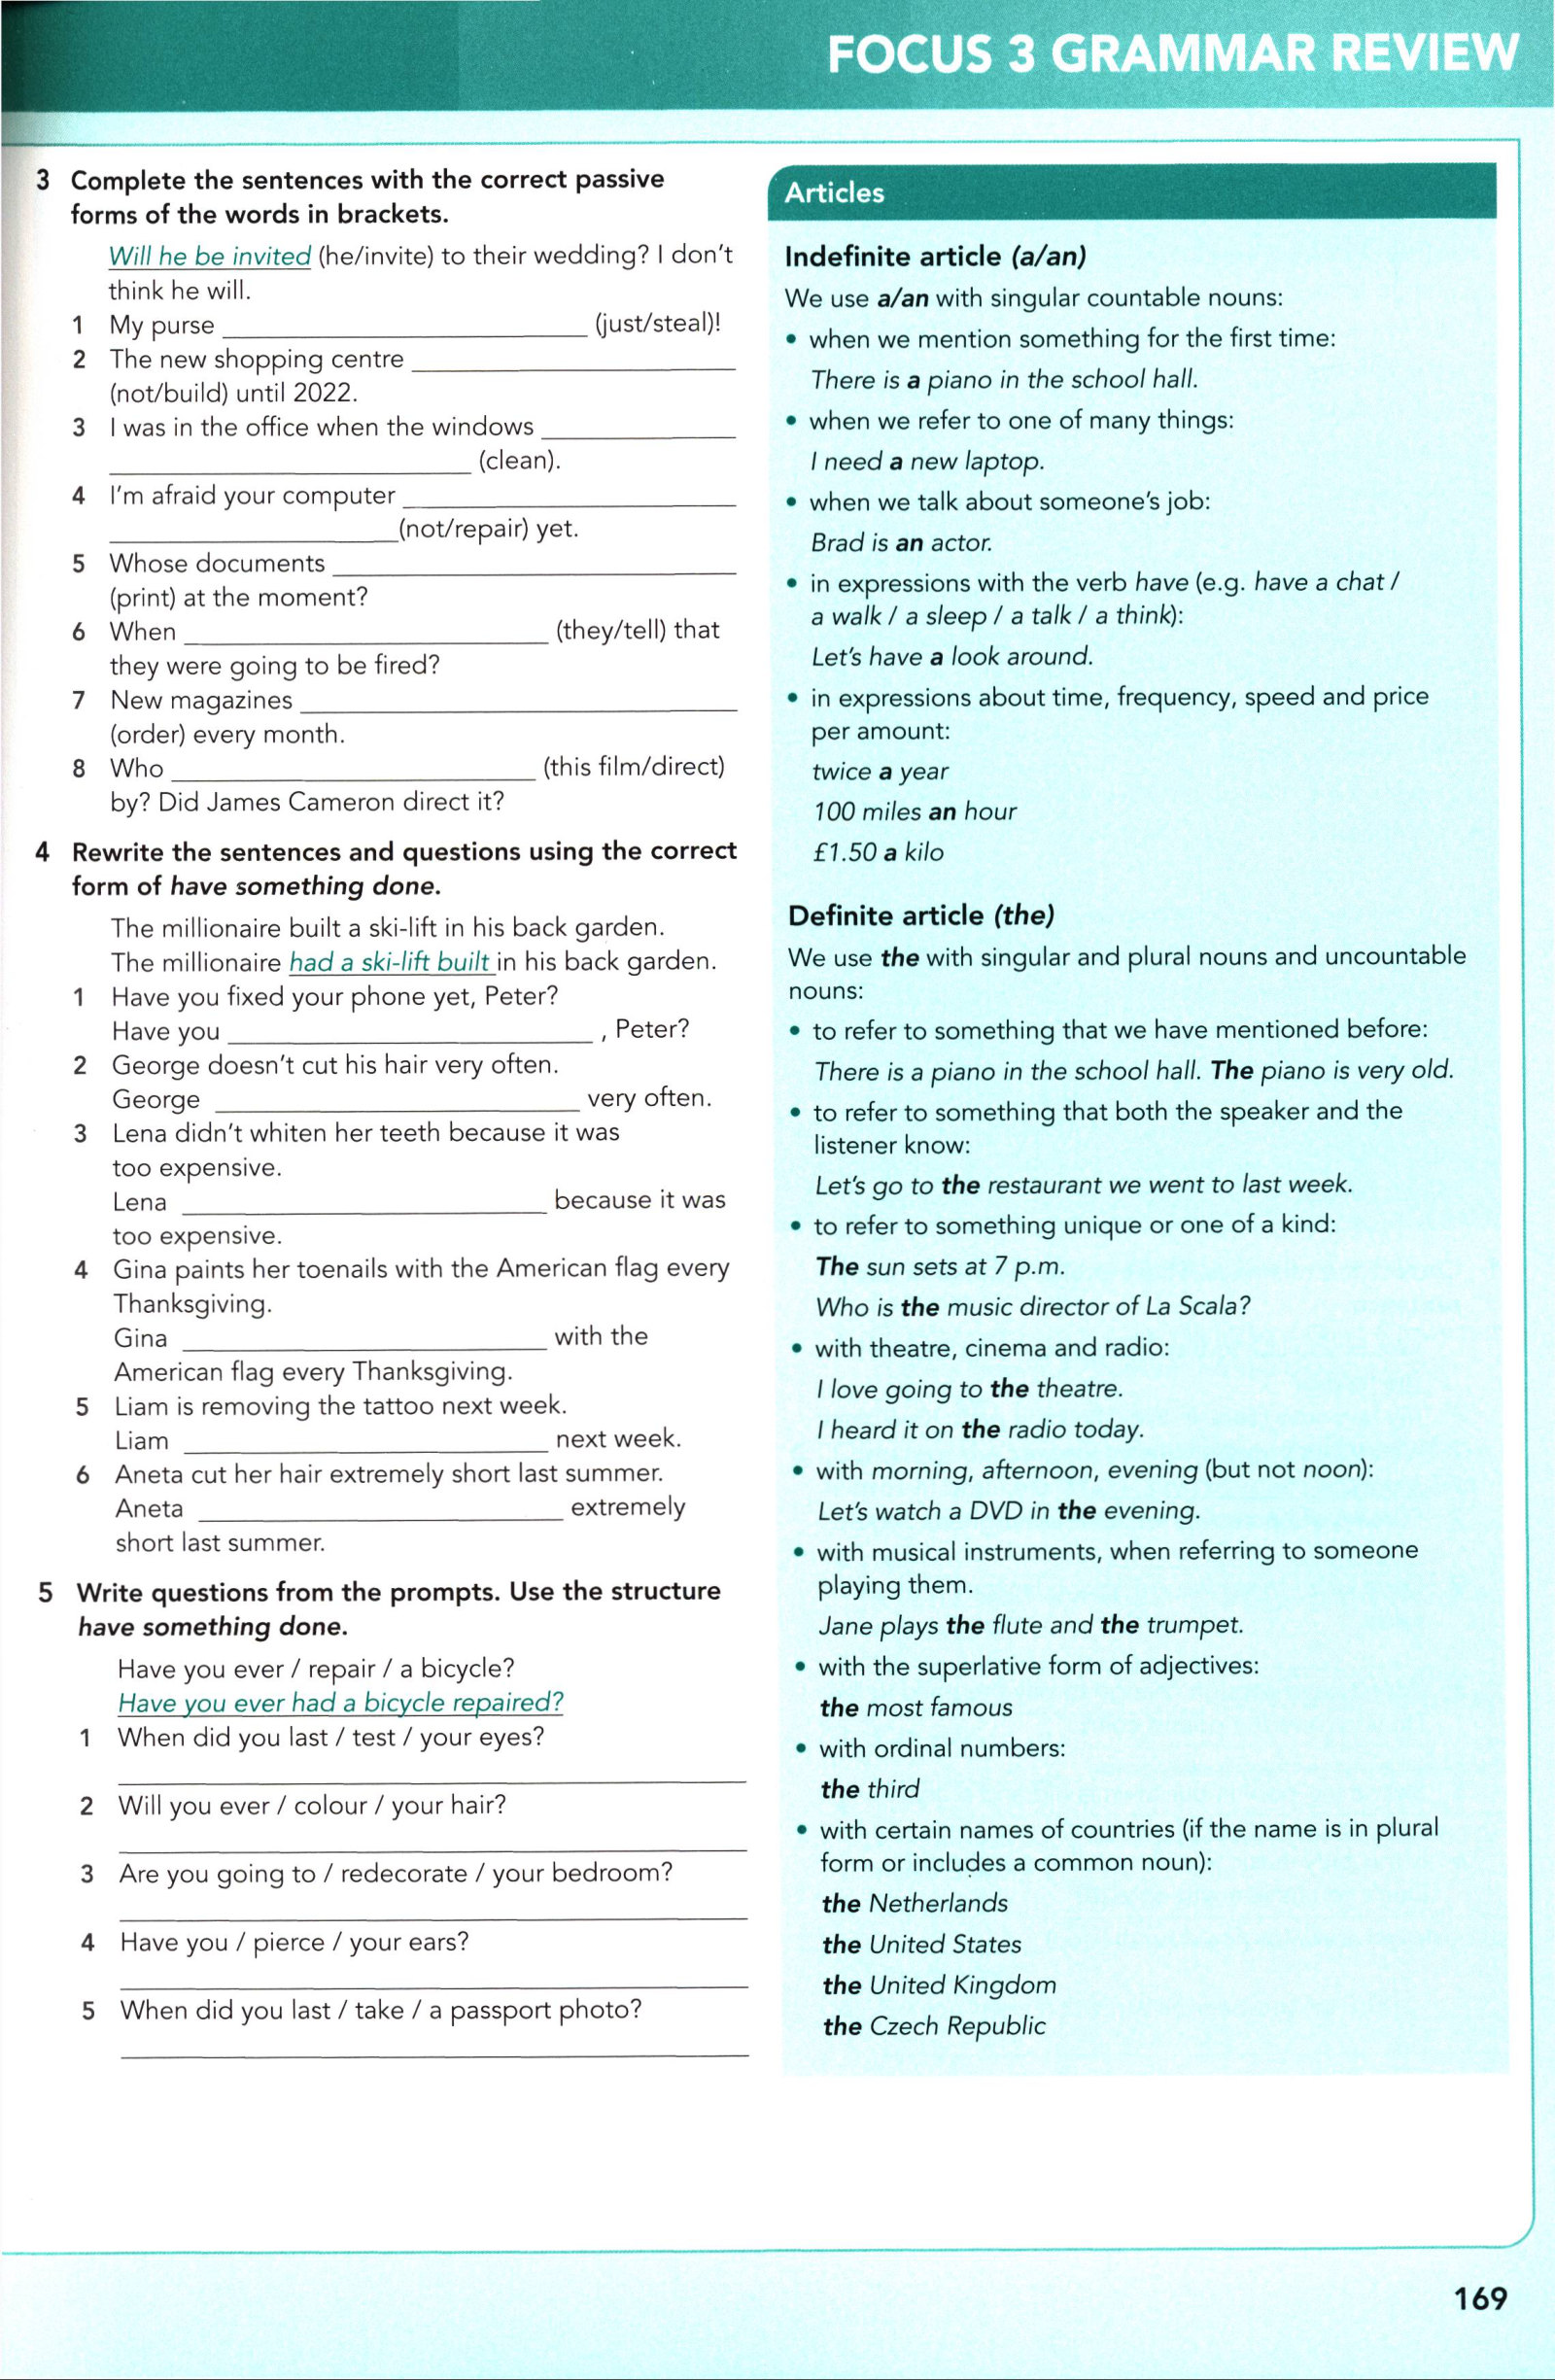 FOCUS 3 GRAMMAR REVIEW
3 Complete the sentences with the correct passive
forms of the words in brackets.
Will he be invited (he/invite) to their wedding? I don't
think he will.
1 My purse ______________ (just/steal)!
2 The new shopping centre ______________
(not/build) until 2022.
3 I was in the office when the windows ______________
______________ (clean).
4 I'm afraid your computer ______________
______________ (not/repair) yet.
5 Whose documents ______________
(print) at the moment?
6 When ______________ (they/tell) that
they were going to be fired?
7 New magazines ______________
(order) every month.
8 Who ______________ (this film/direct)
by? Did James Cameron direct it?
4 Rewrite the sentences and questions using the correct
form of have something done.
The millionaire built a ski-lift in his back garden.
The millionaire had a ski-lift built in his back garden.
1 Have you fixed your phone yet, Peter?
Have you ______________ , Peter?
2 George doesn't cut his hair very often.
George ______________ very often.
3 Lena didn't whiten her teeth because it was
too expensive.
Lena ______________ because it was
too expensive.
4 Gina paints her toenails with the American flag every
Thanksgiving.
Gina ______________ with the
American flag every Thanksgiving.
5 Liam is removing the tattoo next week.
Liam ______________ next week.
6 Aneta cut her hair extremely short last summer.
Aneta ______________ extremely
short last summer.
5 Write questions from the prompts. Use the structure
have something done.
Have you ever / repair / a bicycle?
Have you ever had a bicycle repaired?
1 When did you last / test / your eyes?
2 Will you ever / colour / your hair?
3 Are you going to / redecorate / your bedroom?
4 Have you / pierce / your ears?
5 When did you last / take / a passport photo?
Articles
Indefinite article (a/an)
We use a/an with singular countable nouns:
• when we mention something for the first time:
There is a piano in the school hall.
• when we refer to one of many things:
I need a new laptop.
• when we talk about someone's job:
Brad is an actor.
• in expressions with the verb have (e.g. have a chat /
a walk / a sleep / a talk / a think):
Let's have a look around.
• in expressions about time, frequency, speed and price
per amount:
twice a year
100 miles an hour
£1.50 a kilo
Definite article (the)
We use the with singular and plural nouns and uncountable
nouns:
• to refer to something that we have mentioned before:
There is a piano in the school hall. The piano is very old.
• to refer to something that both the speaker and the
listener know:
Let's go to the restaurant we went to last week.
• to refer to something unique or one of a kind:
The sun sets at 7 p.m.
Who is the music director of La Scala?
• with theatre, cinema and radio:
I love going to the theatre.
I heard it on the radio today.
• with morning, afternoon, evening (but not noon):
Let's watch a DVD in the evening.
• with musical instruments, when referring to someone
playing them.
Jane plays the flute and the trumpet.
• with the superlative form of adjectives:
the most famous
• with ordinal numbers:
the third
• with certain names of countries (if the name is in plural
form or includes a common noun):
the Netherlands
the United States
the United Kingdom
the Czech Republic
169